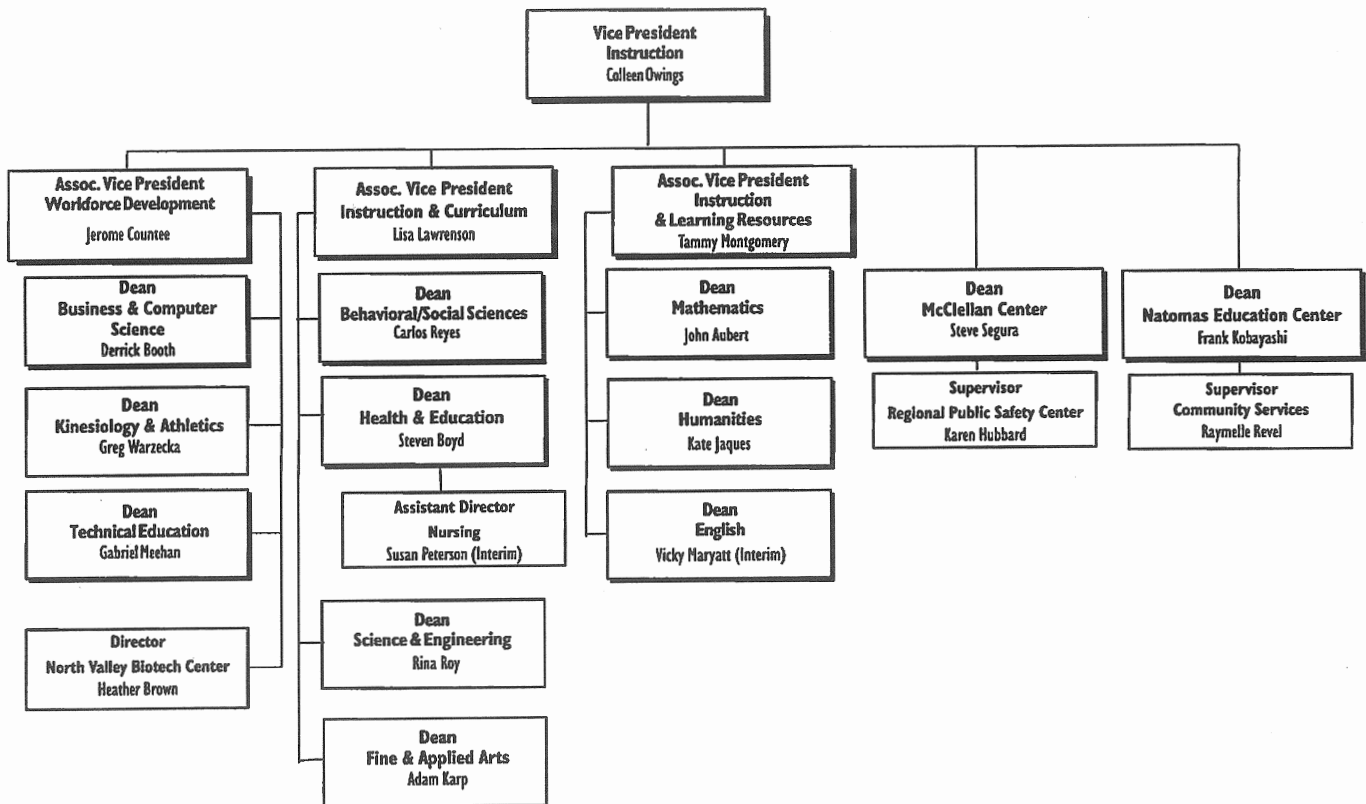 Vice President
Instruction
Colleen Owings
Assoc. Vice President
Workforce Development
Jerome Countee
Dean
Business & Computer
Science
Derrick Booth
Dean
Kinesiology & Athletics
Greg Warzecka
Dean
Technical Education
Gabriel Meehan
Director
North Valley Biotech Center
Heather Brown
Assoc. Vice President
Instruction & Curriculum
Lisa Lawrenson
Dean
Behavioral/Social Sciences
Carlos Reyes
Dean
Health & Education
Steven Boyd
Assistant Director
Nursing
Susan Peterson (Interim)
Dean
Science & Engineering
Rina Roy
Dean
Fine & Applied Arts
Adam Karp
Assoc. Vice President
Instruction
& Learning Resources
Tammy Montgomery
Dean
Mathematics
John Aubert
Dean
Humanities
Kate Jaques
Dean
English
Vicky Maryatt (Interim)
Dean
McClellan Center
Steve Segura
Supervisor
Regional Public Safety Center
Karen Hubbard
Dean
Natomas Education Center
Frank Kobayashi
Supervisor
Community Services
Raymelle Revel